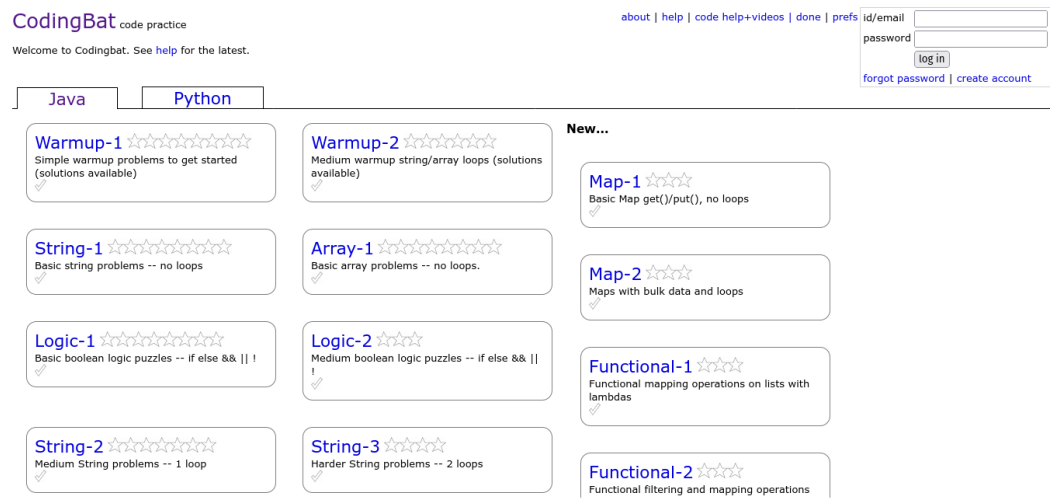 CodingBat code practice
about | help | code help+videos | done | prefs
id/email
password
log in
forgot password | create account
Welcome to Codingbat. See help for the latest.
Java
Python
Warmup-1
Simple warmup problems to get started
(solutions available)
Warmup-2
Medium warmup string/array loops (solutions
available)
New...
Map-1
Basic Map get()/put(), no loops
String-1
Basic string problems -- no loops
Array-1
Basic array problems -- no loops.
Map-2
Maps with bulk data and loops
Logic-1
Basic boolean logic puzzles -- if else && || !
Logic-2
Medium boolean logic puzzles -- if else && ||
!
Functional-1
Functional mapping operations on lists with
lambdas
String-2
Medium String problems -- 1 loop
String-3
Harder String problems -- 2 loops
Functional-2
Functional filtering and mapping operations